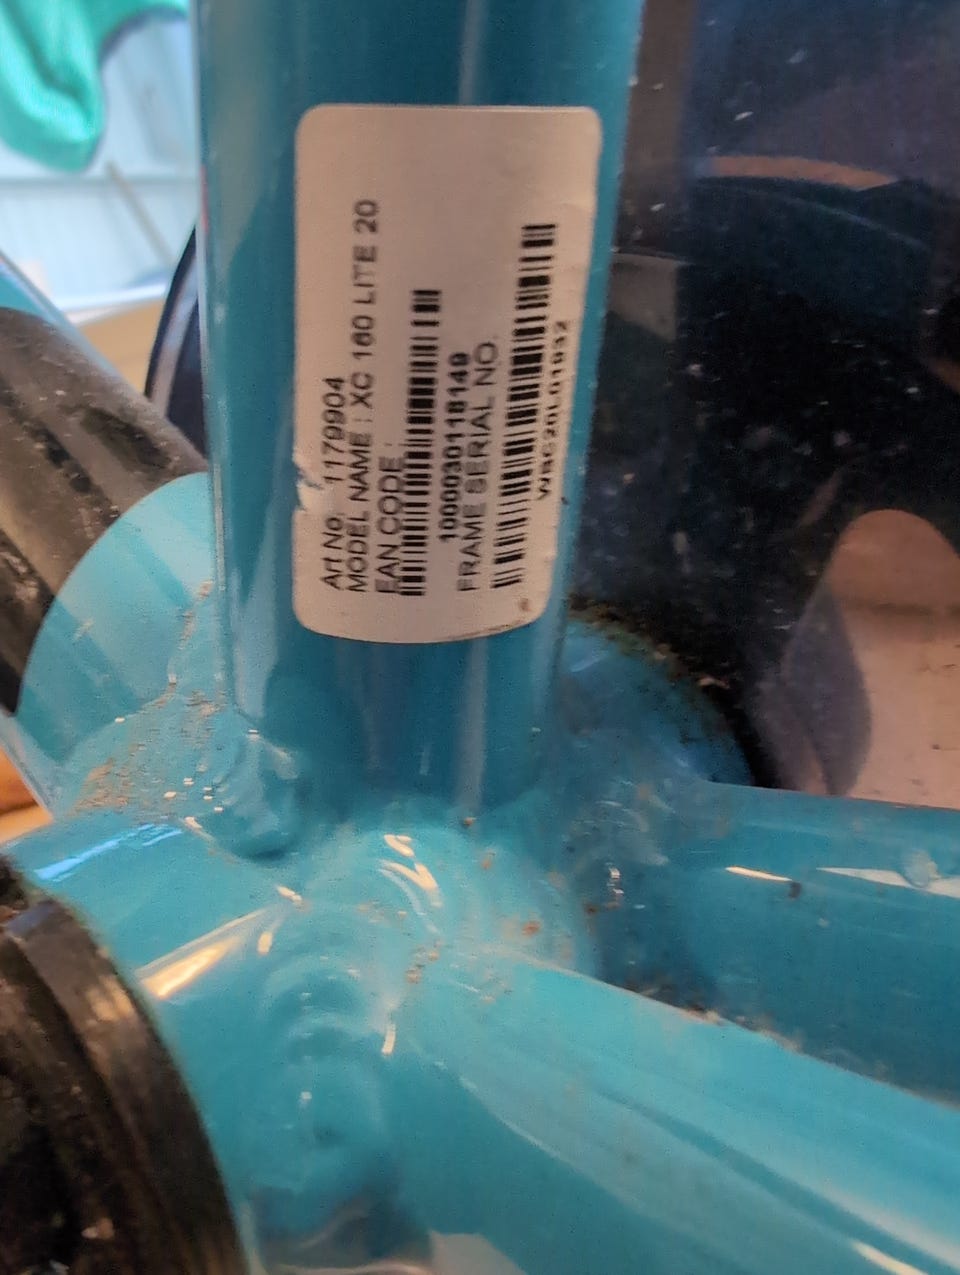 Art No. 1179904
MODEL NAME : XC 160 LITE 20
EAN CODE :
1000030118149
FRAME SERIAL NO.